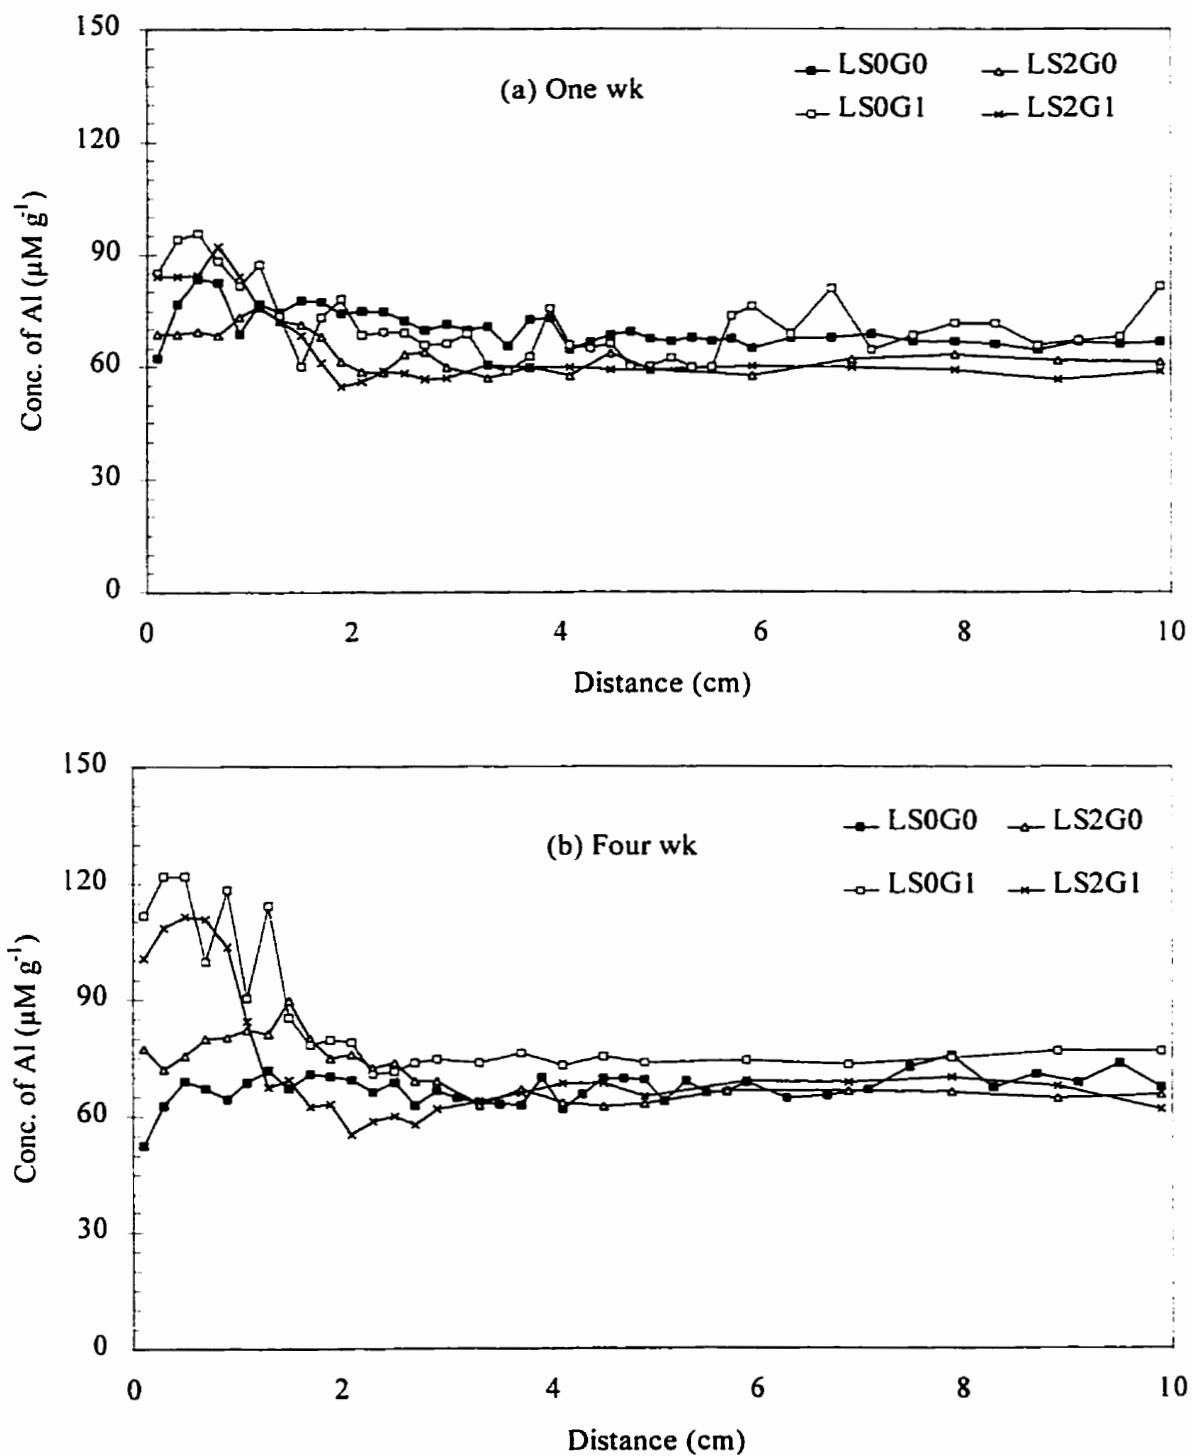 150
120
90
60
30
0
Conc. of Al (µM g⁻¹)
(a) One wk
LS0G0 LS2G0
LS0G1 LS2G1
0 2 4 6 8 10
Distance (cm)
150
120
90
60
30
0
Conc. of Al (µM g⁻¹)
(b) Four wk
LS0G0 LS2G0
LS0G1 LS2G1
0 2 4 6 8 10
Distance (cm)